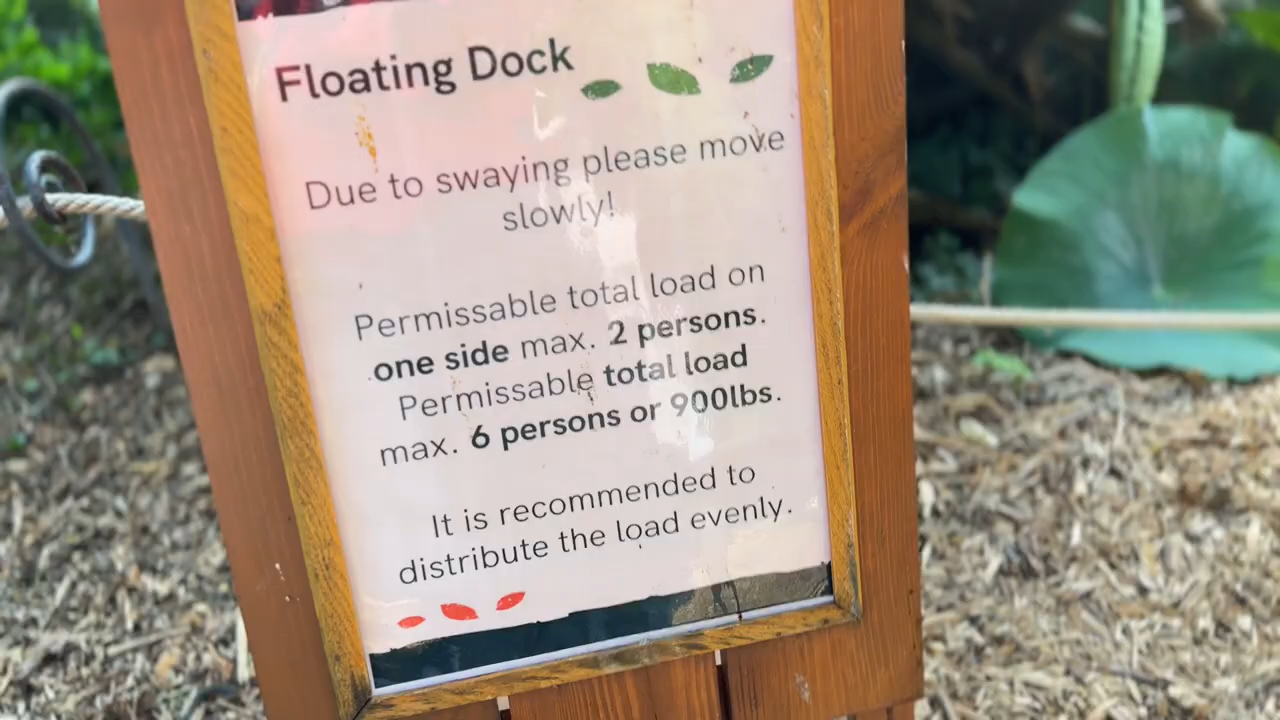 Floating Dock
Due to swaying please move
slowly!
Permissable total load on
one side max. 2 persons.
Permissable total load
max. 6 persons or 900lbs.
It is recommended to
distribute the load evenly.